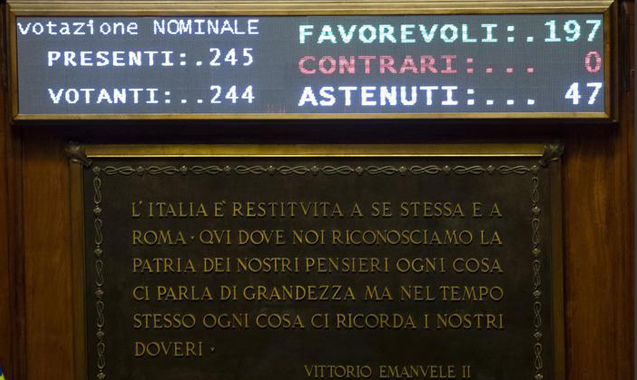 votazione NOMINALE
PRESENTI:.245
VOTANTI:..244
FAVOREVOLI:.197
CONTRARI:... 0
ASTENUTI:... 47
L'ITALIA E' RESTITVITA A SE STESSA E A
ROMA · QVI DOVE NOI RICONOSCIAMO LA
PATRIA DEI NOSTRI PENSIERI OGNI COSA
CI PARLA DI GRANDEZZA MA NEL TEMPO
STESSO OGNI COSA CI RICORDA I NOSTRI
DOVERI ·
VITTORIO EMANVELE II